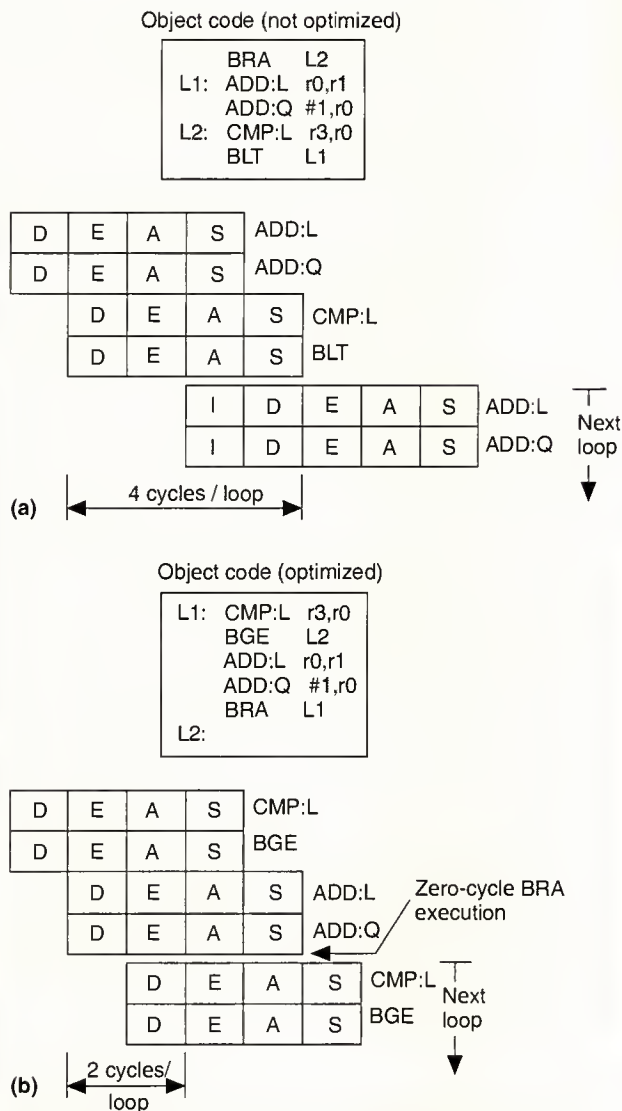 Object code (not optimized)
BRA L2
L1: ADD:L r0,r1
ADD:Q #1,r0
L2: CMP:L r3,r0
BLT L1
D E A S ADD:L
D E A S ADD:Q
D E A S CMP:L
D E A S BLT
I D E A S ADD:L
I D E A S ADD:Q
Next
loop
4 cycles / loop
(a)
Object code (optimized)
L1: CMP:L r3,r0
BGE L2
ADD:L r0,r1
ADD:Q #1,r0
BRA L1
L2:
D E A S CMP:L
D E A S BGE
D E A S ADD:L
D E A S ADD:Q
Zero-cycle BRA
execution
D E A S CMP:L
D E A S BGE
Next
loop
2 cycles/
loop
(b)